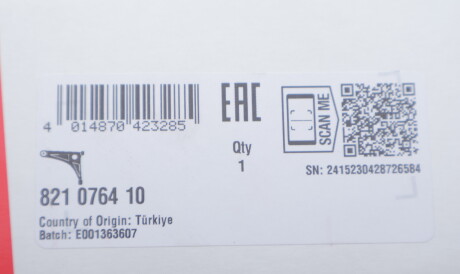 EAC
SCAN ME
4 014870 423285
Qty
1
SN: 2415230428726584
821 0764 10
Country of Origin: Türkiye
Batch: E001363607